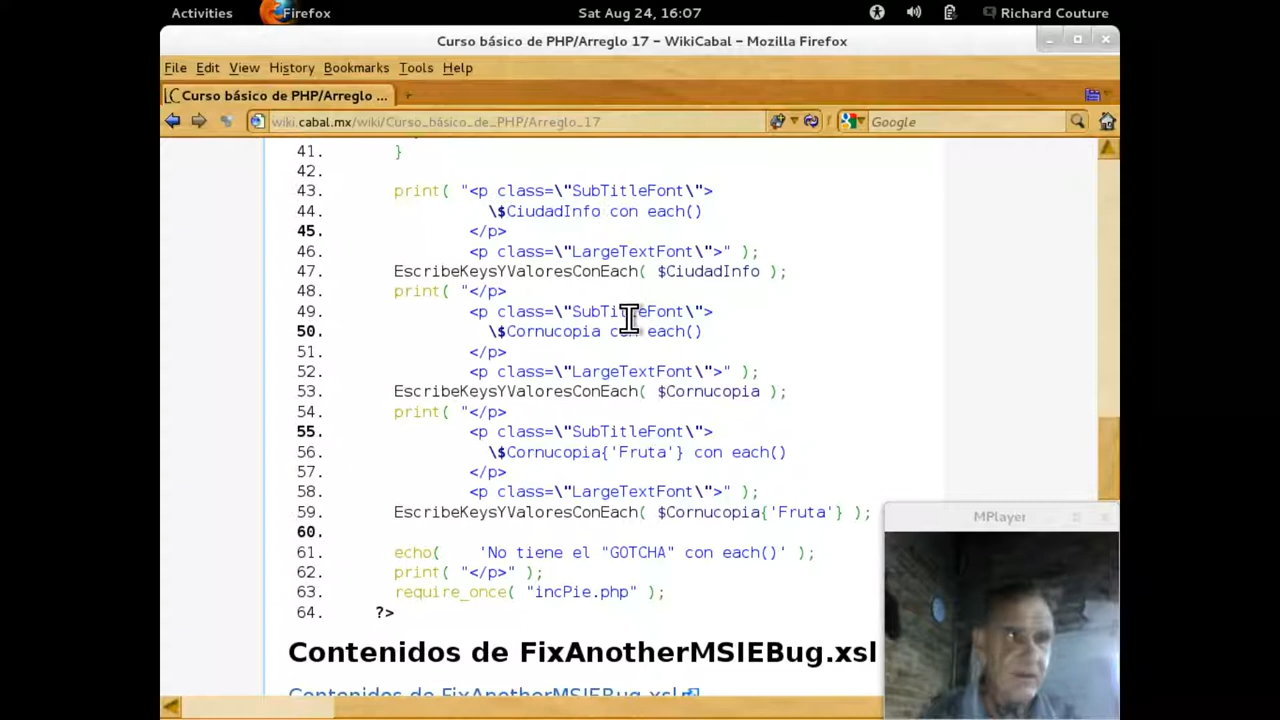 Activities Firefox Sat Aug 24, 16:07 Richard Couture
Curso básico de PHP/Arreglo 17 – WikiCabal – Mozilla Firefox
File Edit View History Bookmarks Tools Help
Curso básico de PHP/Arreglo ...
wiki.cabal.mx/wiki/Curso_básico_de_PHP/Arreglo_17 Google
41. }
42.
43. print( "<p class=\"SubTitleFont\">
44. \$CiudadInfo con each()
45. </p>
46. <p class=\"LargeTextFont\">" );
47. EscribeKeysYValoresConEach( $CiudadInfo );
48. print( "</p>
49. <p class=\"SubTitleFont\">
50. \$Cornucopia con each()
51. </p>
52. <p class=\"LargeTextFont\">" );
53. EscribeKeysYValoresConEach( $Cornucopia );
54. print( "</p>
55. <p class=\"SubTitleFont\">
56. \$Cornucopia{'Fruta'} con each()
57. </p>
58. <p class=\"LargeTextFont\">" );
59. EscribeKeysYValoresConEach( $Cornucopia{'Fruta'} );
60.
61. echo( 'No tiene el "GOTCHA" con each()' );
62. print( "</p>" );
63. require_once( "incPie.php" );
64. ?>
MPlayer
Contenidos de FixAnotherMSIEBug.xsl
Contenidos de FixAnotherMSIEBug.xsl